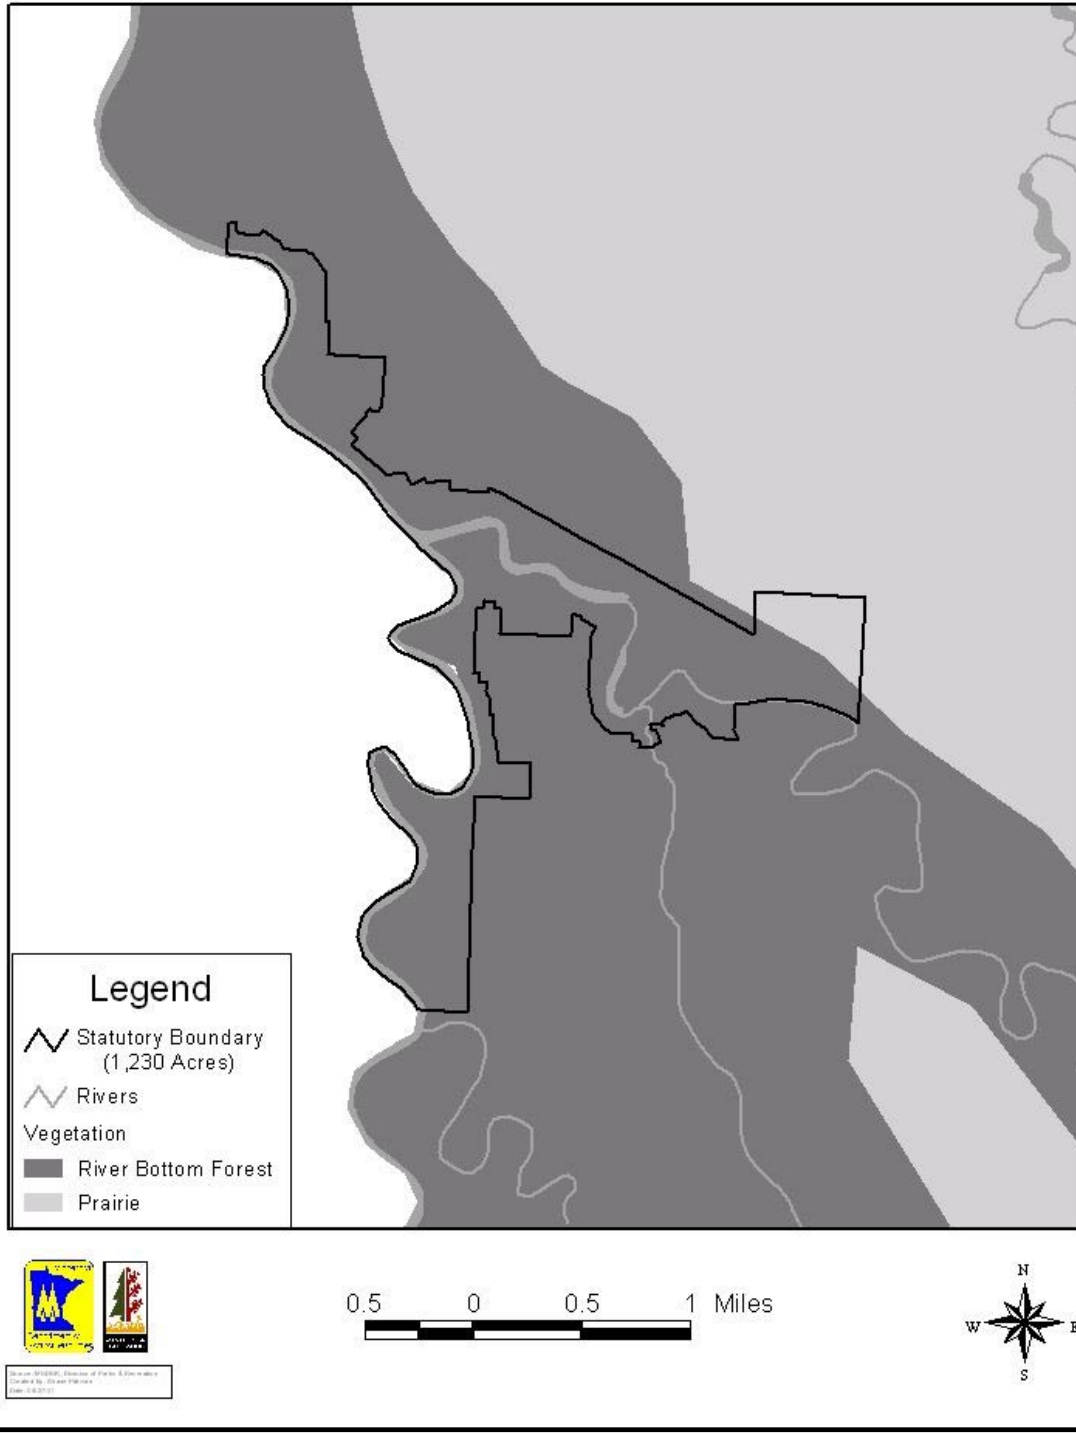 Legend
Statutory Boundary
(1,230 Acres)
Rivers
Vegetation
River Bottom Forest
Prairie
0.5 0 0.5 1 Miles
N
W E
S